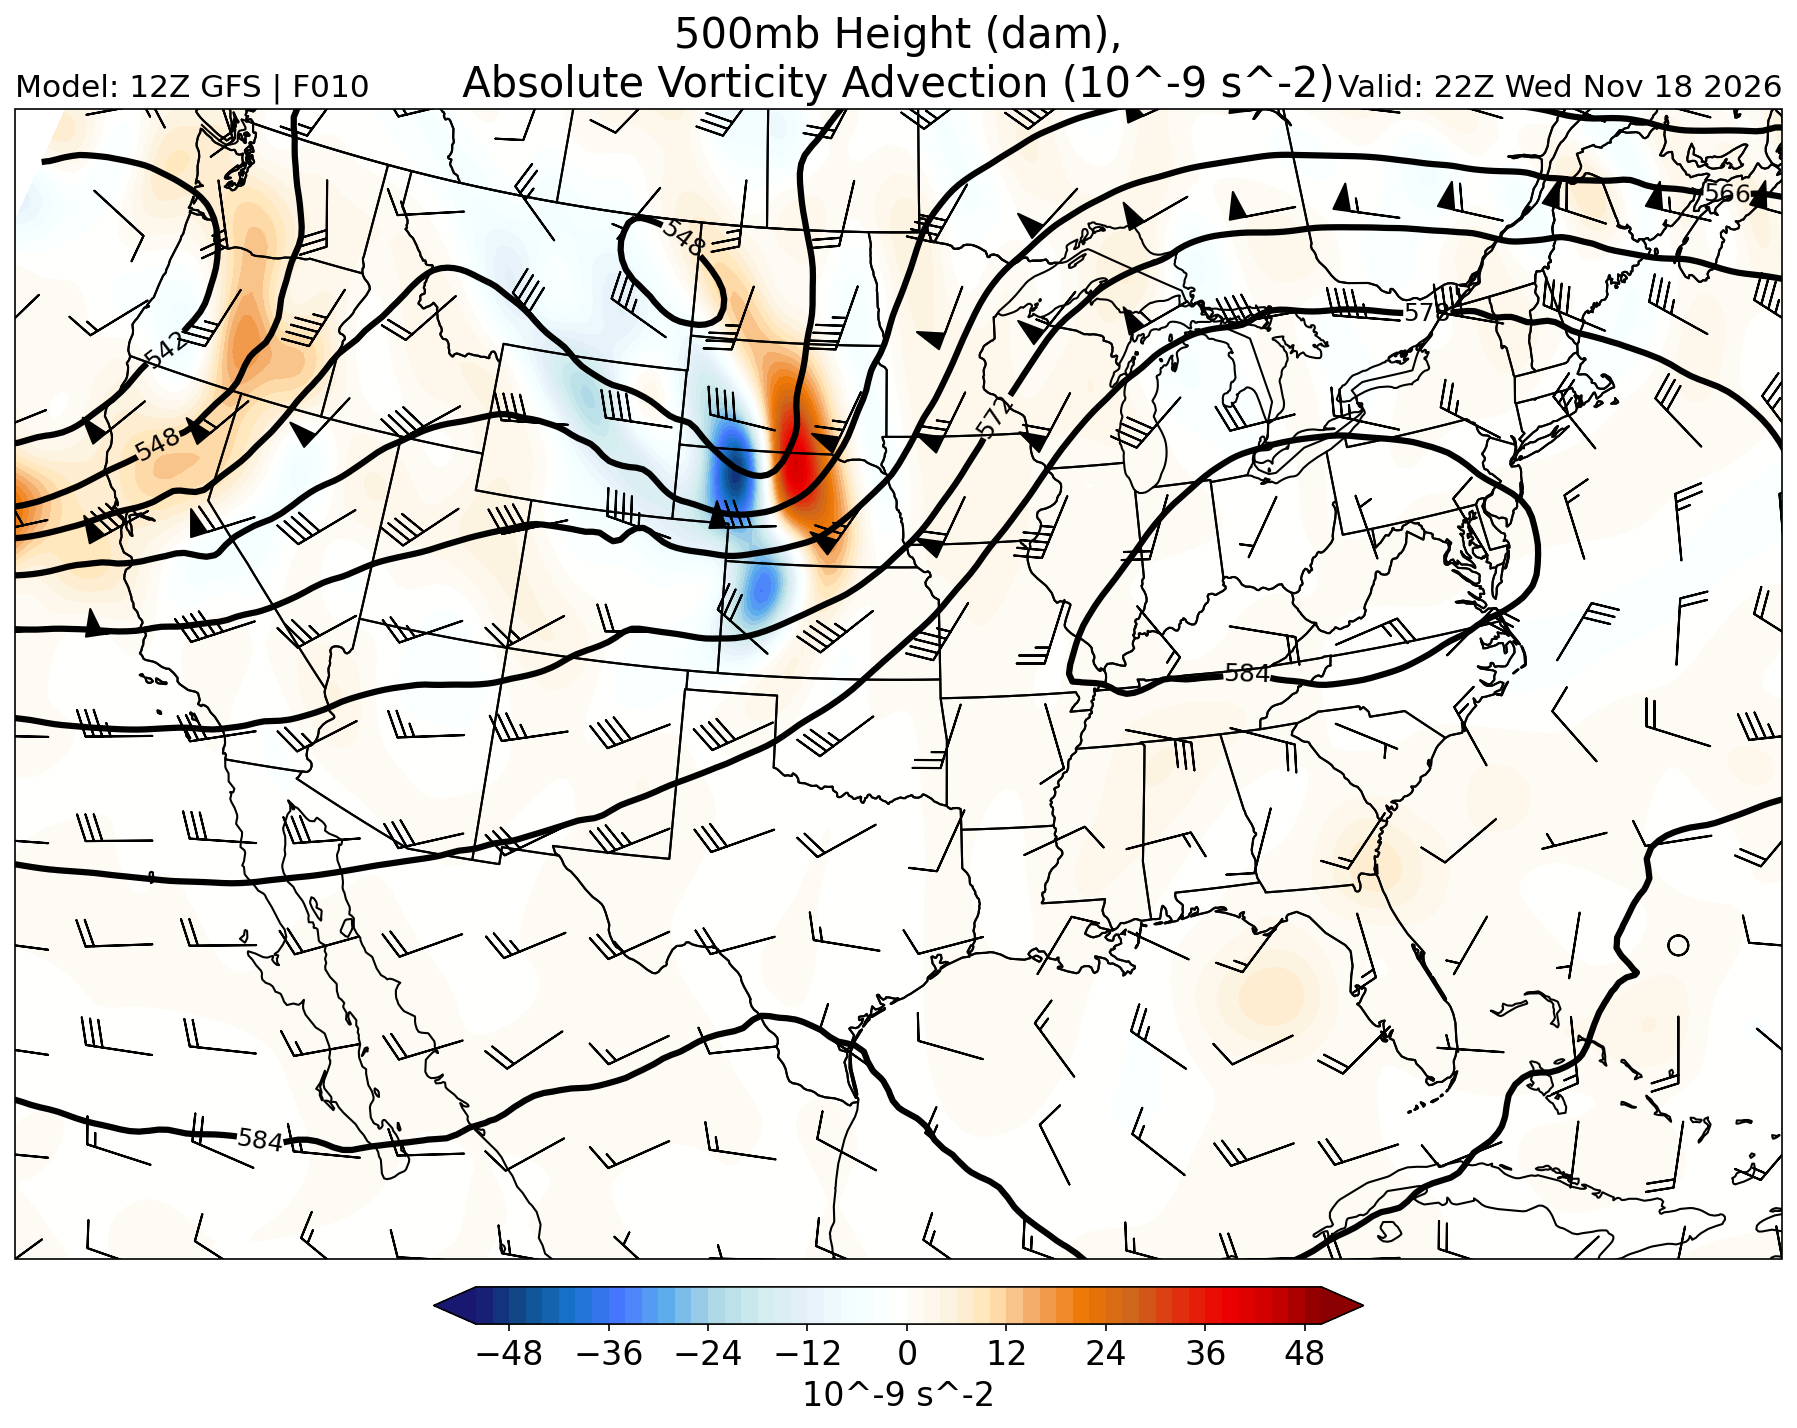 500mb Height (dam),
Model: 12Z GFS | F010
Absolute Vorticity Advection (10^-9 s^-2)
Valid: 22Z Wed Nov 18 2026
566
548
578
542
572
548
584
584
−48 −36 −24 −12 0 12 24 36 48
10^-9 s^-2